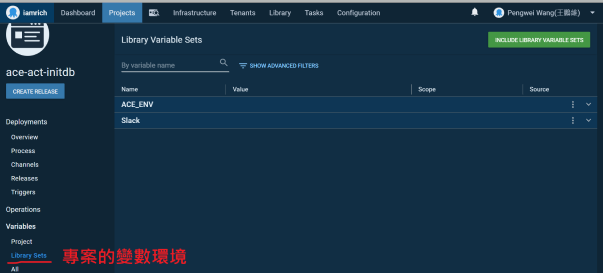 iamrich
Dashboard
Projects
Infrastructure
Tenants
Library
Tasks
Configuration
Pengwei Wang(王鵬維)
ace-act-initdb
CREATE RELEASE
Deployments
Overview
Process
Channels
Releases
Triggers
Operations
Variables
Project
Library Sets
專案的變數環境
All
Library Variable Sets
INCLUDE LIBRARY VARIABLE SETS
By variable name
SHOW ADVANCED FILTERS
Name
Value
Scope
Source
ACE_ENV
Slack